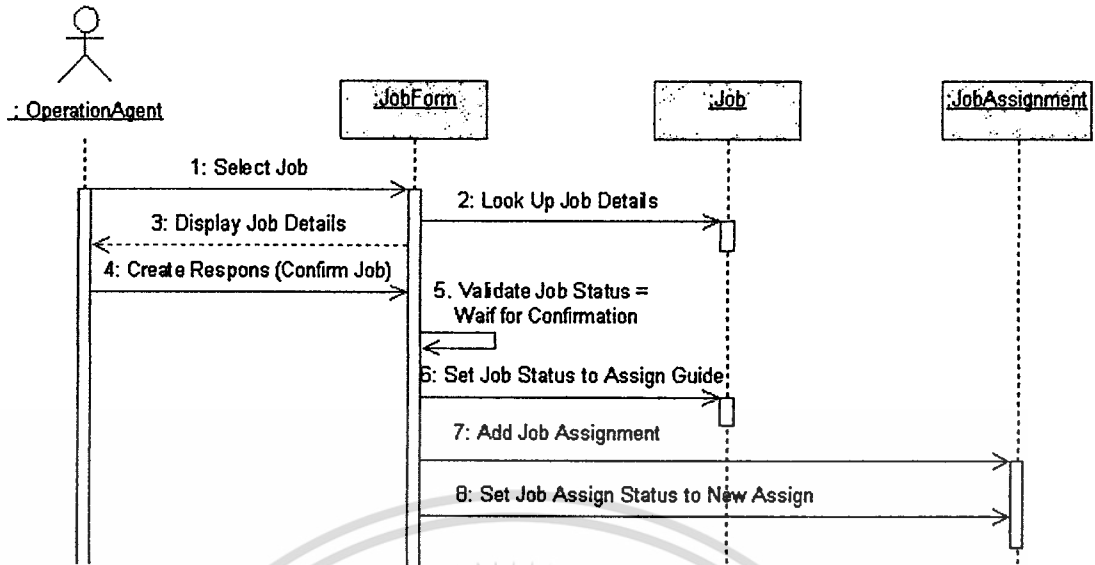 : OperationAgent
:JobForm
:Job
:JobAssignment
1: Select Job
2: Look Up Job Details
3: Display Job Details
4: Create Respons (Confirm Job)
5. Validate Job Status =
Waif for Confirmation
6: Set Job Status to Assign Guide
7: Add Job Assignment
8: Set Job Assign Status to New Assign